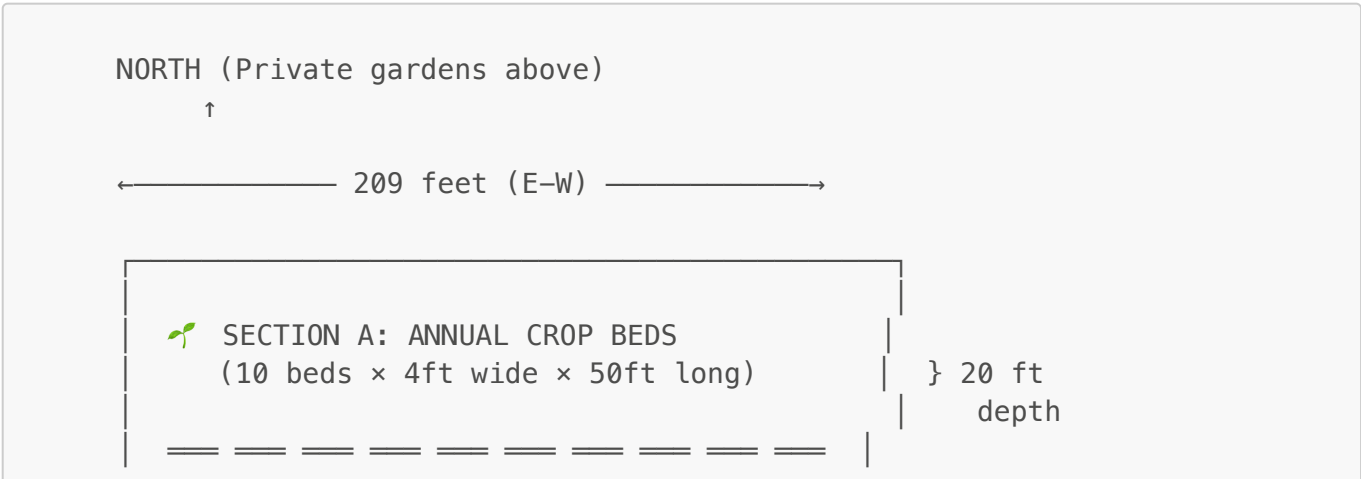 NORTH (Private gardens above)
↑
←──────────── 209 feet (E-W) ────────────→
🌱 SECTION A: ANNUAL CROP BEDS
(10 beds × 4ft wide × 50ft long) } 20 ft
depth
═══ ═══ ═══ ═══ ═══ ═══ ═══ ═══ ═══ ═══